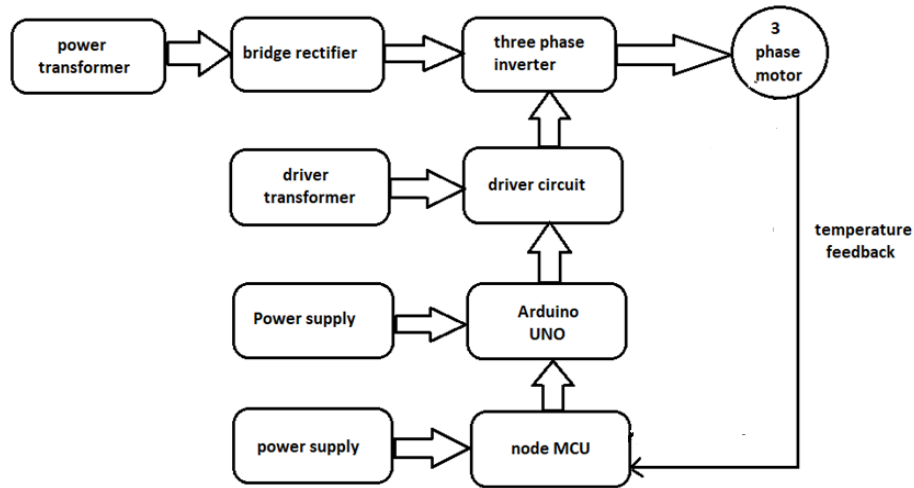 power
transformer
bridge rectifier
three phase
inverter
3
phase
motor
driver
transformer
driver circuit
temperature
feedback
Power supply
Arduino
UNO
power supply
node MCU